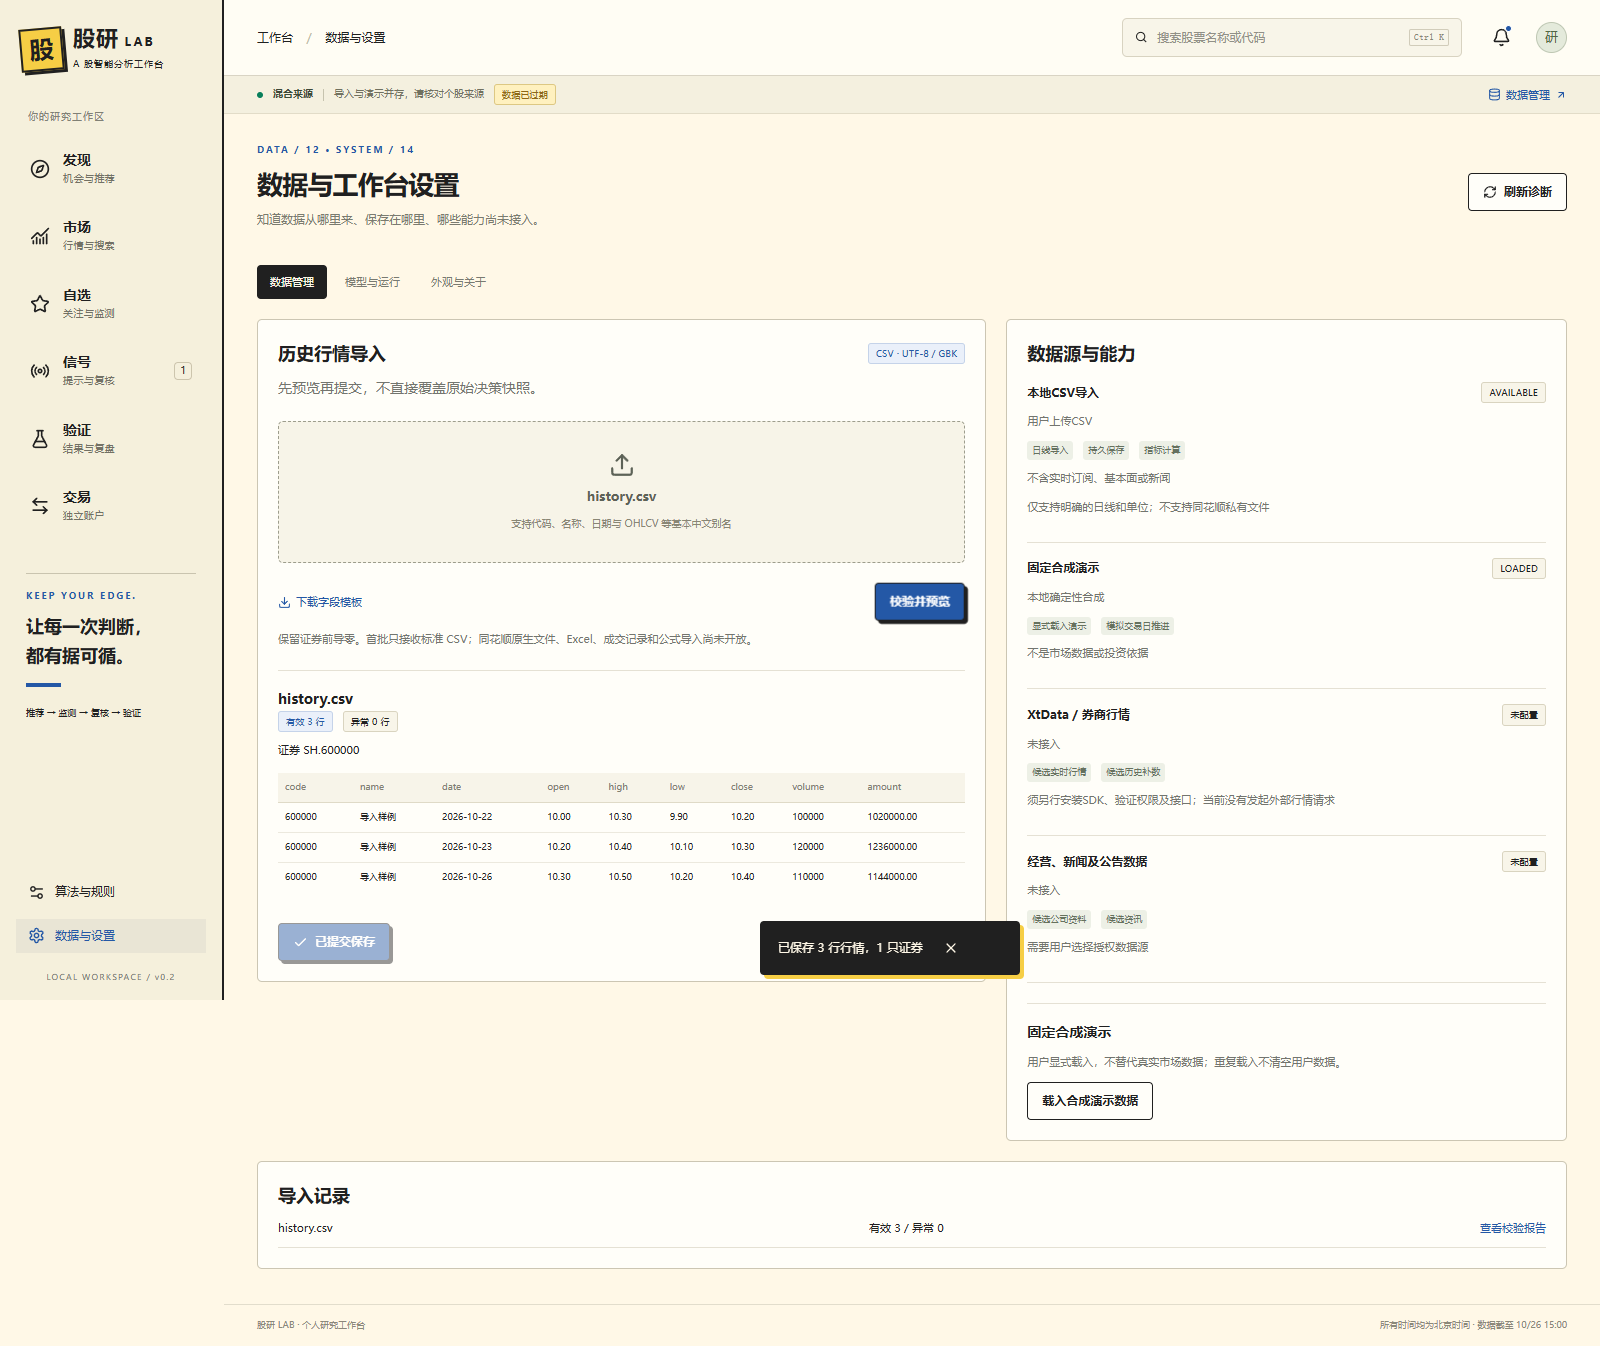 股
股研 LAB
A 股智能分析工作台
你的研究工作区
发现
机会与推荐
市场
行情与搜索
自选
关注与监测
信号
提示与复核
1
验证
结果与复盘
交易
独立账户
KEEP YOUR EDGE.
让每一次判断，
都有据可循。
推荐 → 监测 → 复核 → 验证
算法与规则
数据与设置
LOCAL WORKSPACE / v0.2
工作台 / 数据与设置
搜索股票名称或代码
Ctrl K
研
混合来源
导入与演示并存，请核对个股来源
数据已过期
数据管理
DATA / 12 • SYSTEM / 14
数据与工作台设置
知道数据从哪里来、保存在哪里、哪些能力尚未接入。
刷新诊断
数据管理
模型与运行
外观与关于
历史行情导入
CSV · UTF-8 / GBK
先预览再提交，不直接覆盖原始决策快照。
history.csv
支持代码、名称、日期与 OHLCV 等基本中文别名
下载字段模板
校验并预览
保留证券前导零。首批只接收标准 CSV；同花顺原生文件、Excel、成交记录和公式导入尚未开放。
history.csv
有效 3 行
异常 0 行
证券 SH.600000
code name date open high low close volume amount
600000 导入样例 2026-10-22 10.00 10.30 9.90 10.20 100000 1020000.00
600000 导入样例 2026-10-23 10.20 10.40 10.10 10.30 120000 1236000.00
600000 导入样例 2026-10-26 10.30 10.50 10.20 10.40 110000 1144000.00
已提交保存
已保存 3 行行情，1 只证券
数据源与能力
本地CSV导入
AVAILABLE
用户上传CSV
日线导入
持久保存
指标计算
不含实时订阅、基本面或新闻
仅支持明确的日线和单位；不支持同花顺私有文件
固定合成演示
LOADED
本地确定性合成
显式载入演示
模拟交易日推进
不是市场数据或投资依据
XtData / 券商行情
未配置
未接入
候选实时行情
候选历史补数
须另行安装SDK、验证权限及接口；当前没有发起外部行情请求
经营、新闻及公告数据
未配置
未接入
候选公司资料
候选资讯
需要用户选择授权数据源
固定合成演示
用户显式载入，不替代真实市场数据；重复载入不清空用户数据。
载入合成演示数据
导入记录
history.csv
有效 3 / 异常 0
查看校验报告
股研 LAB · 个人研究工作台
所有时间均为北京时间 · 数据截至 10/26 15:00